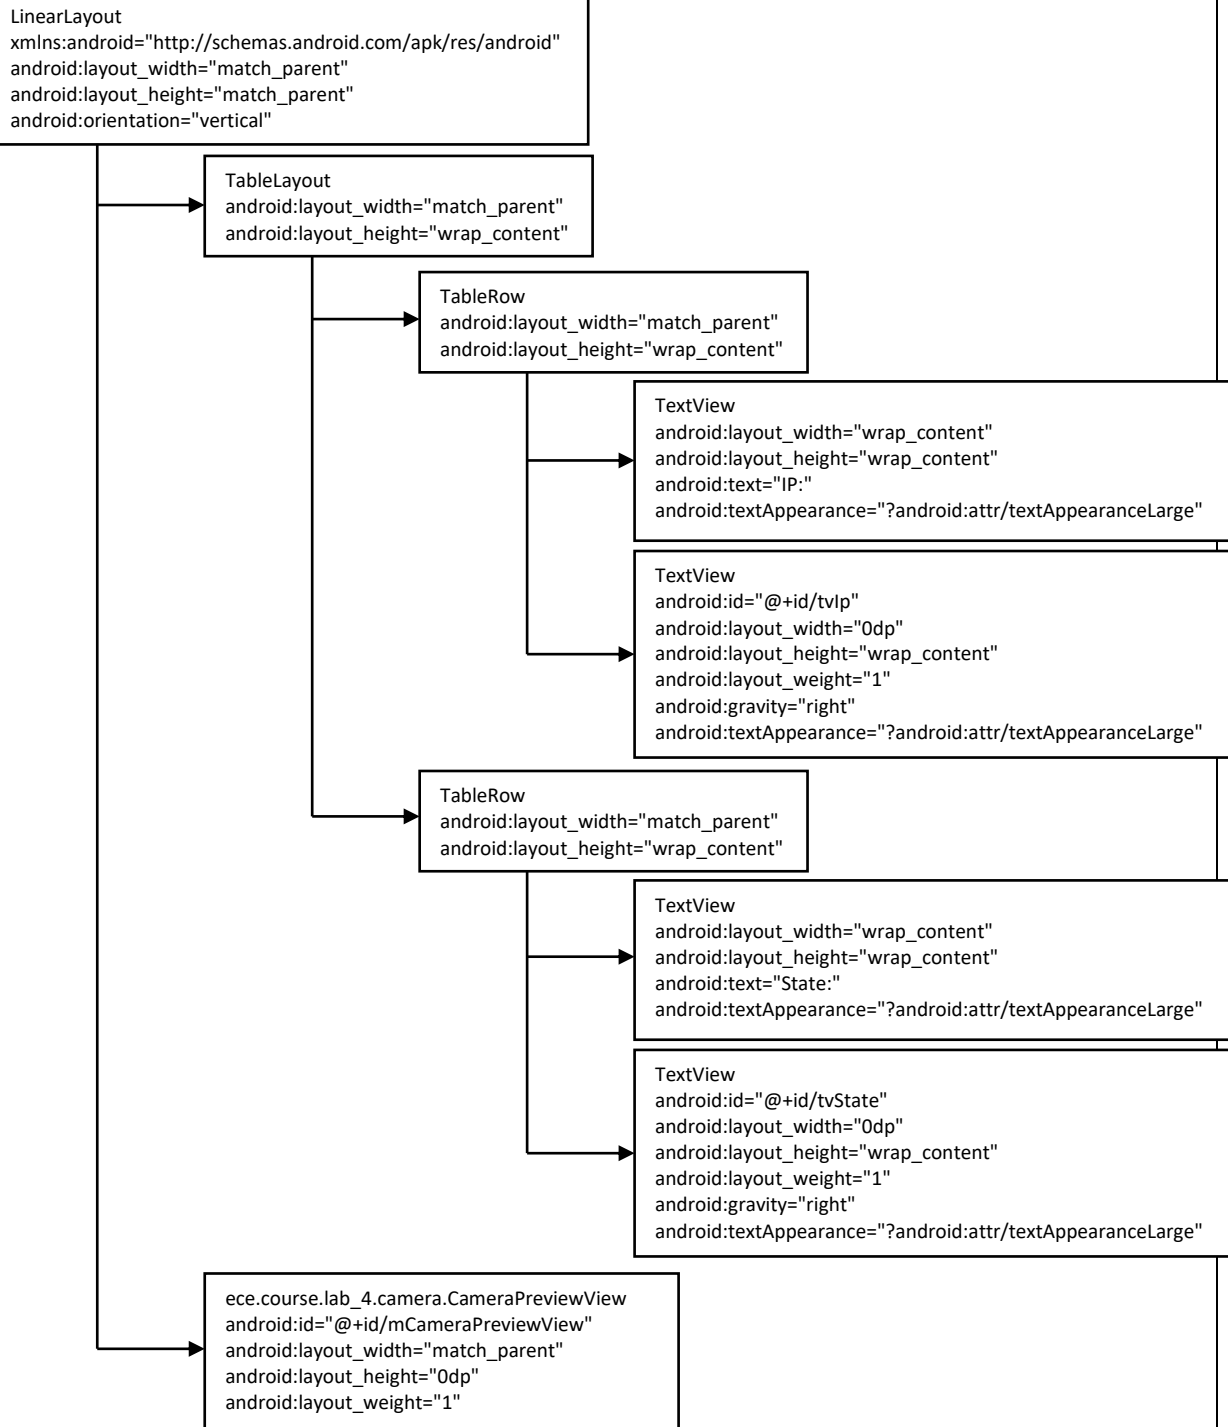 LinearLayout
xmlns:android="http://schemas.android.com/apk/res/android"
android:layout_width="match_parent"
android:layout_height="match_parent"
android:orientation="vertical"
TableLayout
android:layout_width="match_parent"
android:layout_height="wrap_content"
TableRow
android:layout_width="match_parent"
android:layout_height="wrap_content"
TextView
android:layout_width="wrap_content"
android:layout_height="wrap_content"
android:text="IP:"
android:textAppearance="?android:attr/textAppearanceLarge"
TextView
android:id="@+id/tvIp"
android:layout_width="0dp"
android:layout_height="wrap_content"
android:layout_weight="1"
android:gravity="right"
android:textAppearance="?android:attr/textAppearanceLarge"
TableRow
android:layout_width="match_parent"
android:layout_height="wrap_content"
TextView
android:layout_width="wrap_content"
android:layout_height="wrap_content"
android:text="State:"
android:textAppearance="?android:attr/textAppearanceLarge"
TextView
android:id="@+id/tvState"
android:layout_width="0dp"
android:layout_height="wrap_content"
android:layout_weight="1"
android:gravity="right"
android:textAppearance="?android:attr/textAppearanceLarge"
ece.course.lab_4.camera.CameraPreviewView
android:id="@+id/mCameraPreviewView"
android:layout_width="match_parent"
android:layout_height="0dp"
android:layout_weight="1"